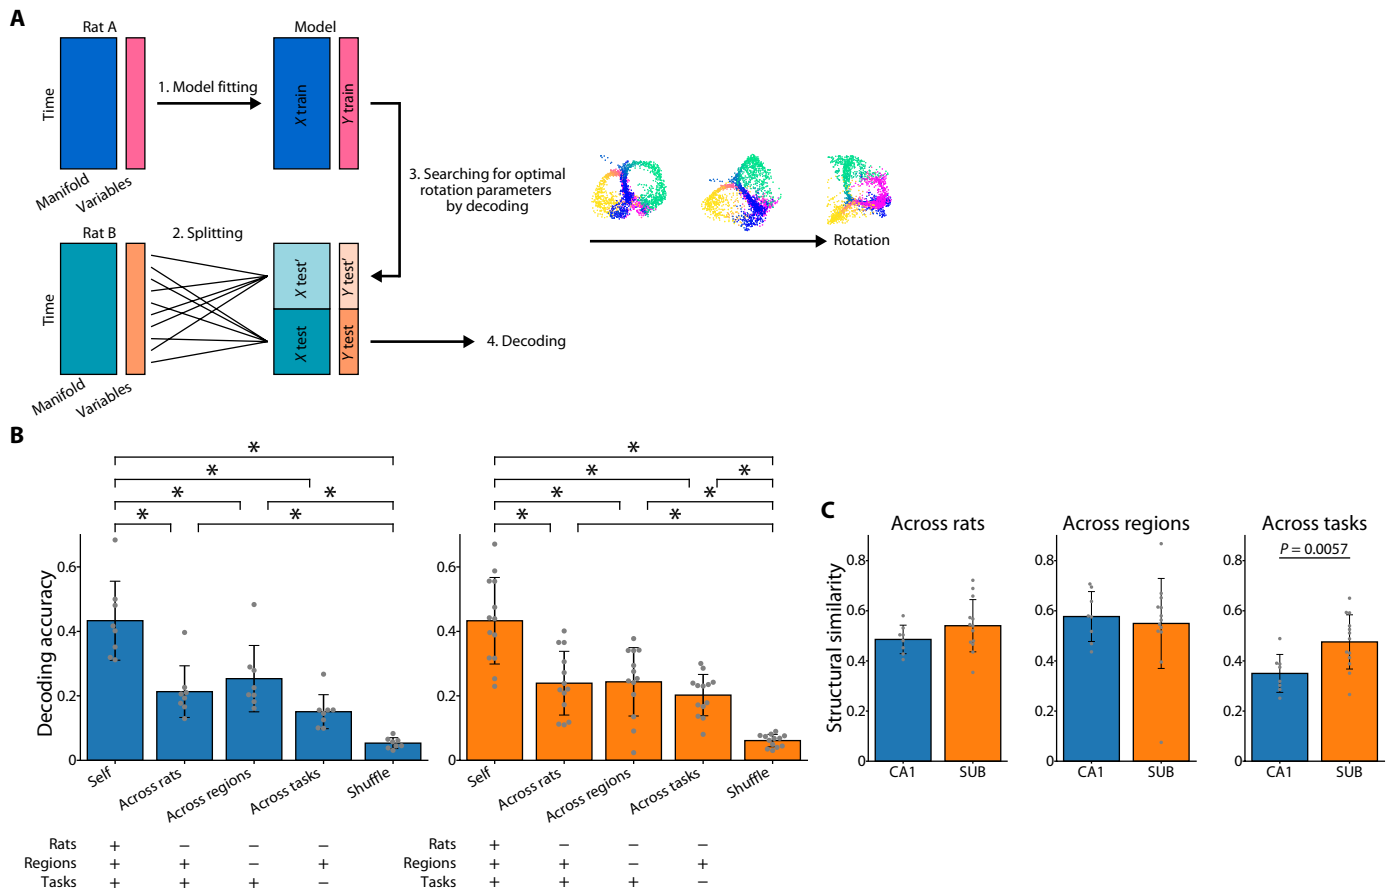 A
Rat A
Model
Time
1. Model fitting
X train
Y train
Manifold
Variables
3. Searching for optimal
rotation parameters
by decoding
Rotation
Rat B
2. Splitting
Time
X test'
Y test'
X test
Y test
4. Decoding
Manifold
Variables
B
* * * * * *
* * * * * * *
Decoding accuracy
0.6
0.4
0.2
0
Self
Across rats
Across regions
Across tasks
Shuffle
Rats + − − −
Regions + + − +
Tasks + + + −
0.6
0.4
0.2
0
Self
Across rats
Across regions
Across tasks
Shuffle
Rats + − − −
Regions + + − +
Tasks + + + −
C
Structural similarity
Across rats
0.8
0.6
0.4
0.2
0
CA1 SUB
Across regions
0.8
0.6
0.4
0.2
0
CA1 SUB
Across tasks
P = 0.0057
0.8
0.6
0.4
0.2
0
CA1 SUB